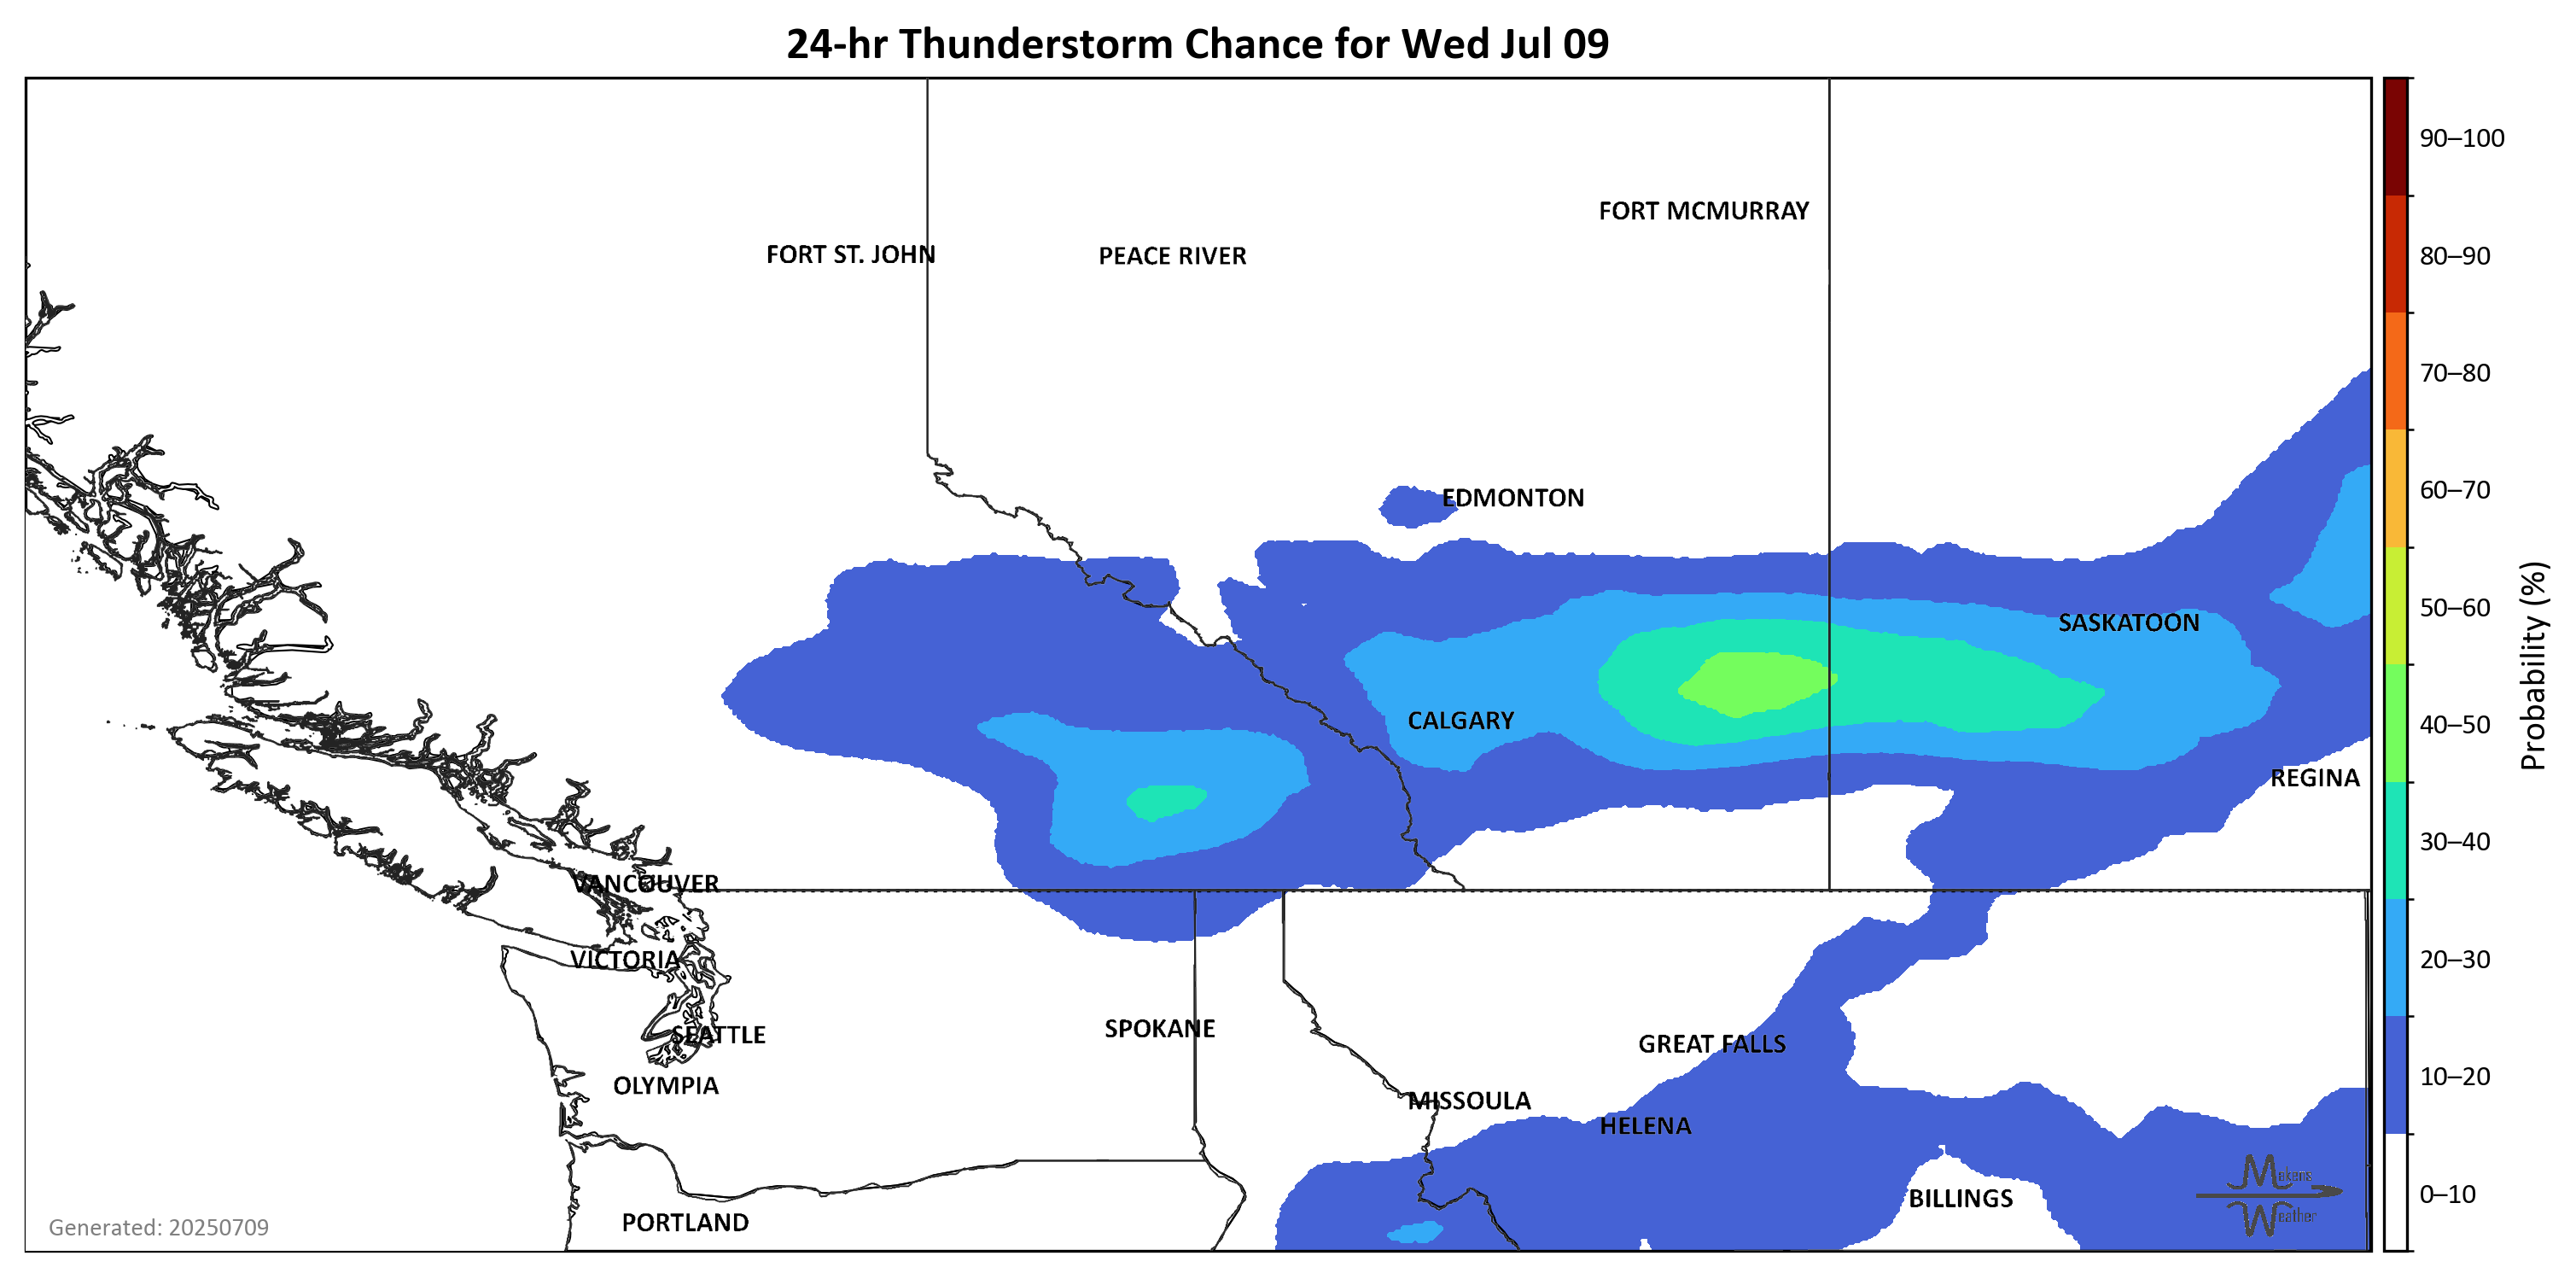 24-hr Thunderstorm Chance for Wed Jul 09
90–100
FORT MCMURRAY
FORT ST. JOHN
PEACE RIVER
80–90
70–80
EDMONTON
60–70
SASKATOON
50–60
CALGARY
40–50
REGINA
Probability (%)
30–40
VANCOUVER
VICTORIA
20–30
SEATTLE
SPOKANE
GREAT FALLS
OLYMPIA
10–20
MISSOULA
HELENA
Mekens
Weather
BILLINGS
0–10
PORTLAND
Generated: 20250709